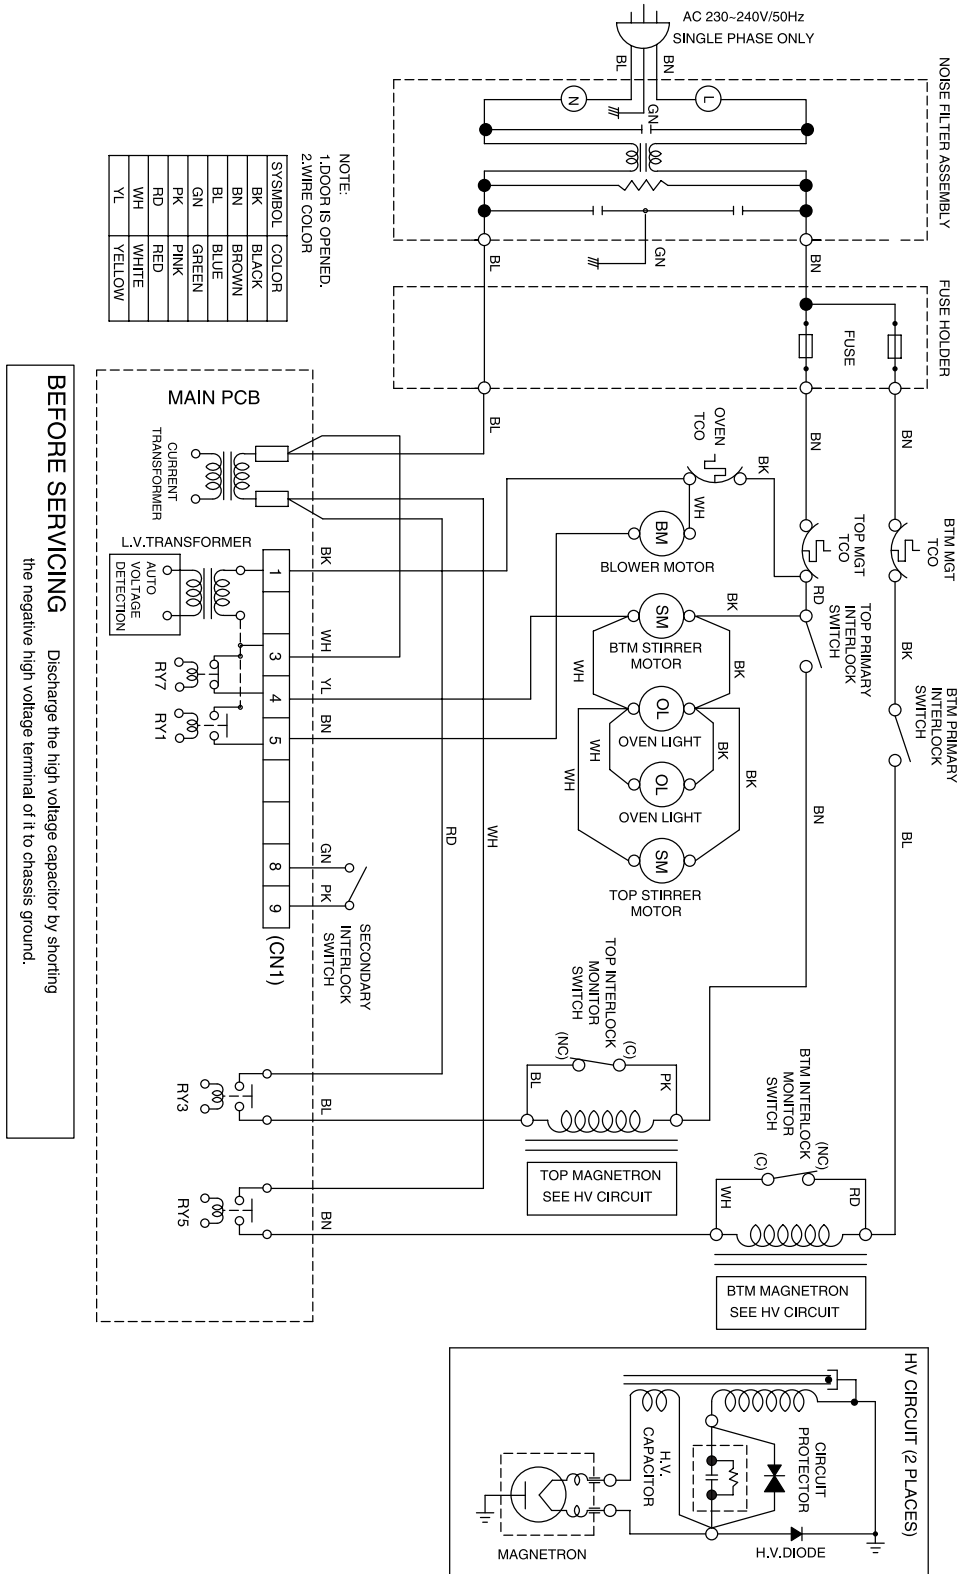 AC 230~240V/50Hz
SINGLE PHASE ONLY
BL
BN
NOISE FILTER ASSEMBLY
N
L
GN
GN
BL
BN
FUSE HOLDER
FUSE
BL
BN
BN
NOTE:
1.DOOR IS OPENED.
2.WIRE COLOR
SYSMBOL COLOR
BK BLACK
BN BROWN
BL BLUE
GN GREEN
PK PINK
RD RED
WH WHITE
YL YELLOW
BEFORE SERVICING Discharge the high voltage capacitor by shorting
the negative high voltage terminal of it to chassis ground.
MAIN PCB
CURRENT
TRANSFORMER
L.V.TRANSFORMER
AUTO
VOLTAGE
DETECTION
RY7
RY1
1
3
4
5
8
9
(CN1)
BK
WH
YL
BN
GN
PK
SECONDARY
INTERLOCK
SWITCH
RD
WH
OVEN
TCO
BK
WH
BM
BLOWER MOTOR
TOP MGT
TCO
BTM MGT
TCO
RD
BK
TOP PRIMARY
INTERLOCK
SWITCH
BTM PRIMARY
INTERLOCK
SWITCH
SM
BTM STIRRER
MOTOR
BK
WH
BK
OL
OVEN LIGHT
WH
BK
WH
BK
OL
OVEN LIGHT
SM
TOP STIRRER
MOTOR
BN
BL
TOP INTERLOCK
MONITOR
SWITCH
(NC)
(C)
BL
PK
TOP MAGNETRON
SEE HV CIRCUIT
BTM INTERLOCK
MONITOR
SWITCH
(C)
(NC)
WH
RD
BTM MAGNETRON
SEE HV CIRCUIT
RY3
BL
RY5
BN
HV CIRCUIT (2 PLACES)
CIRCUIT
PROTECTOR
H.V.
CAPACITOR
H.V.DIODE
MAGNETRON